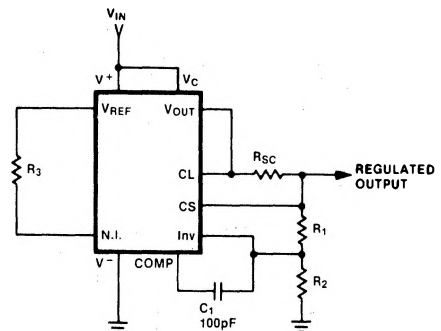 VIN
V+ VC
VREF VOUT
R3
RSC
CL
REGULATED
OUTPUT
CS
N.I. Inv
R1
V- COMP
R2
C1
100pF